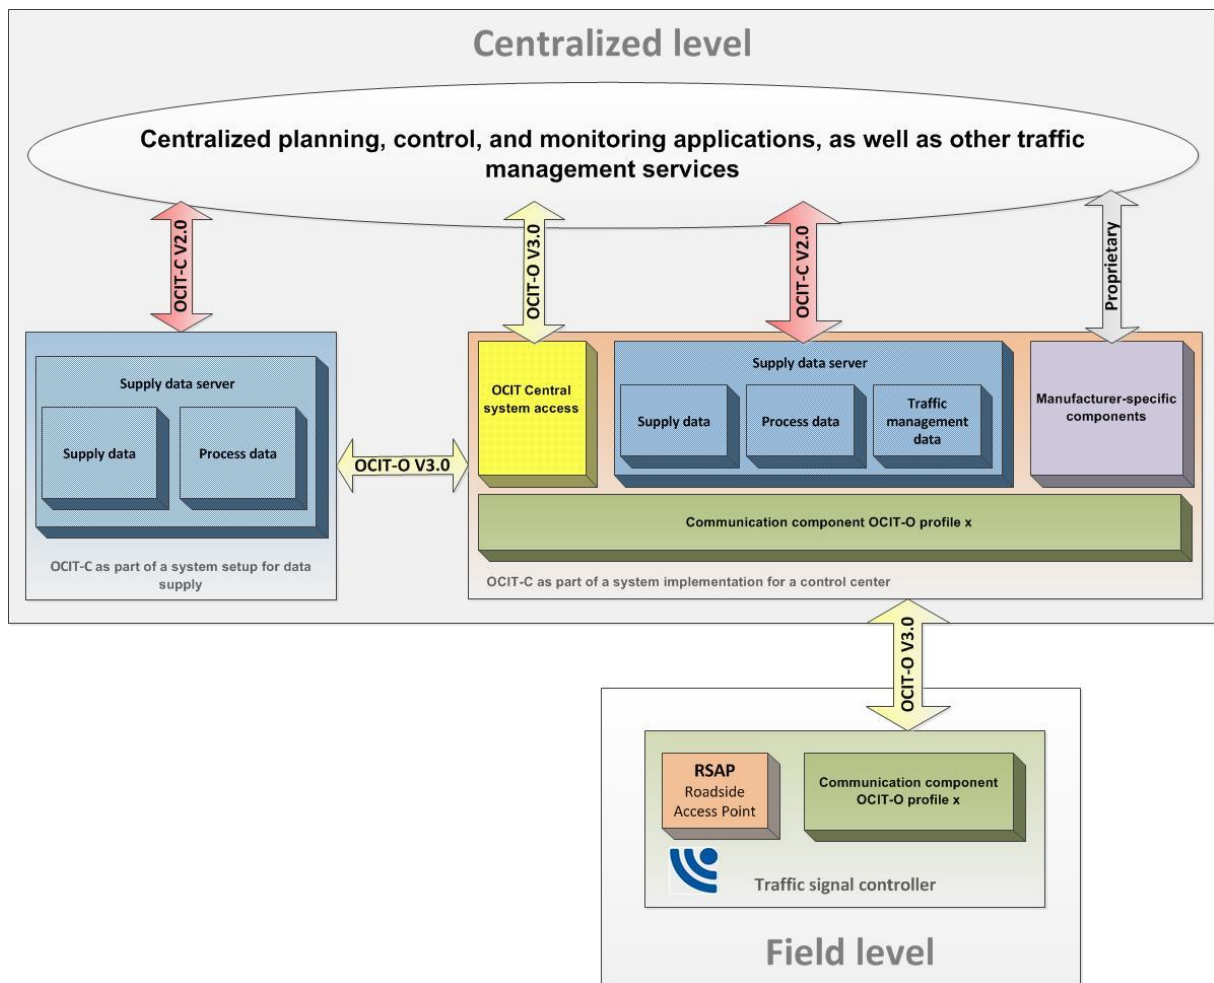 Centralized level
Centralized planning, control, and monitoring applications, as well as other traffic
management services
OCIT-C V2.0
OCIT-O V3.0
OCIT-C V2.0
Proprietary
Supply data server
Supply data
Process data
OCIT-C as part of a system setup for data
supply
OCIT-O V3.0
OCIT Central
system access
Supply data server
Supply data
Process data
Traffic
management
data
Manufacturer-specific
components
Communication component OCIT-O profile x
OCIT-C as part of a system implementation for a control center
OCIT-O V3.0
RSAP
Roadside
Access Point
Communication component
OCIT-O profile x
Traffic signal controller
Field level